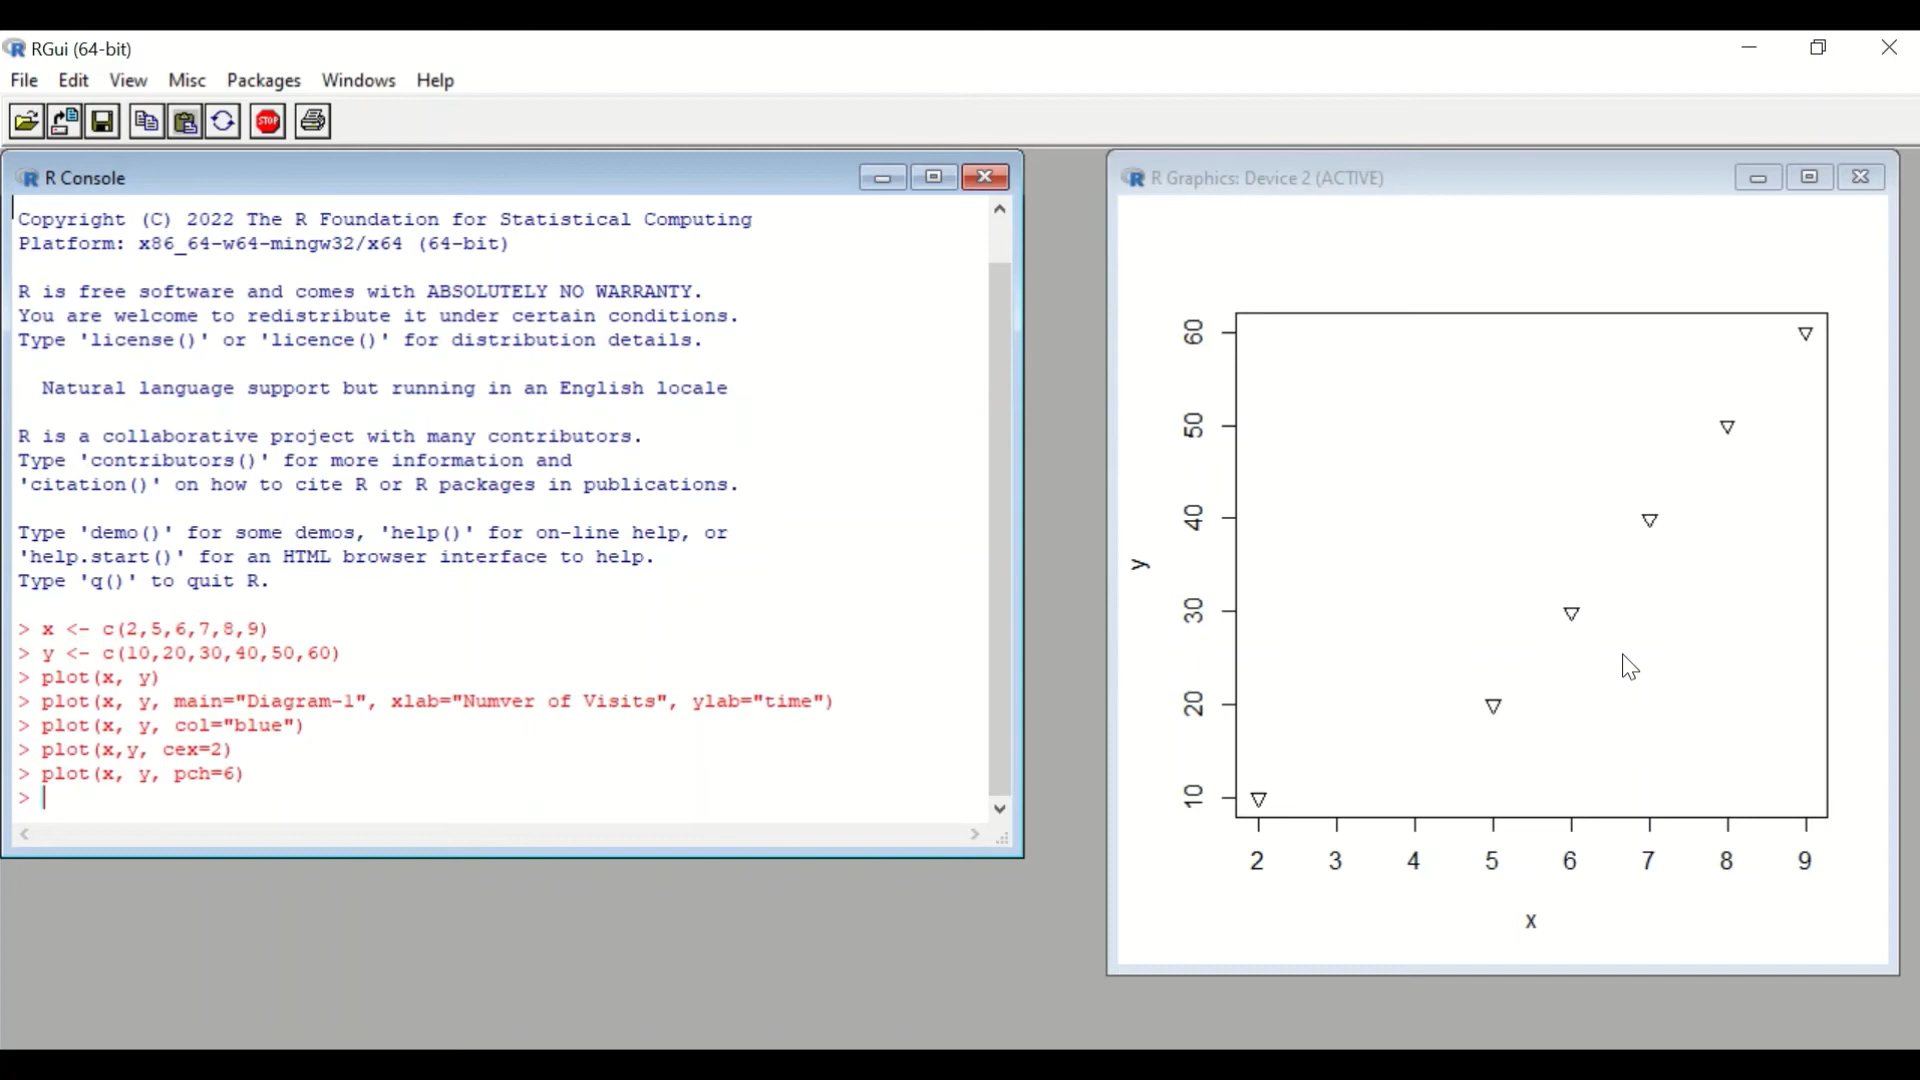 RGui (64-bit)
File Edit View Misc Packages Windows Help
STOP
R Console
Copyright (C) 2022 The R Foundation for Statistical Computing
Platform: x86_64-w64-mingw32/x64 (64-bit)
R is free software and comes with ABSOLUTELY NO WARRANTY.
You are welcome to redistribute it under certain conditions.
Type 'license()' or 'licence()' for distribution details.
Natural language support but running in an English locale
R is a collaborative project with many contributors.
Type 'contributors()' for more information and
'citation()' on how to cite R or R packages in publications.
Type 'demo()' for some demos, 'help()' for on-line help, or
'help.start()' for an HTML browser interface to help.
Type 'q()' to quit R.
> x <- c(2,5,6,7,8,9)
> y <- c(10,20,30,40,50,60)
> plot(x, y)
> plot(x, y, main="Diagram-1", xlab="Numver of Visits", ylab="time")
> plot(x, y, col="blue")
> plot(x,y, cex=2)
> plot(x, y, pch=6)
>
R Graphics: Device 2 (ACTIVE)
60
50
40
30
20
10
y
2 3 4 5 6 7 8 9
x